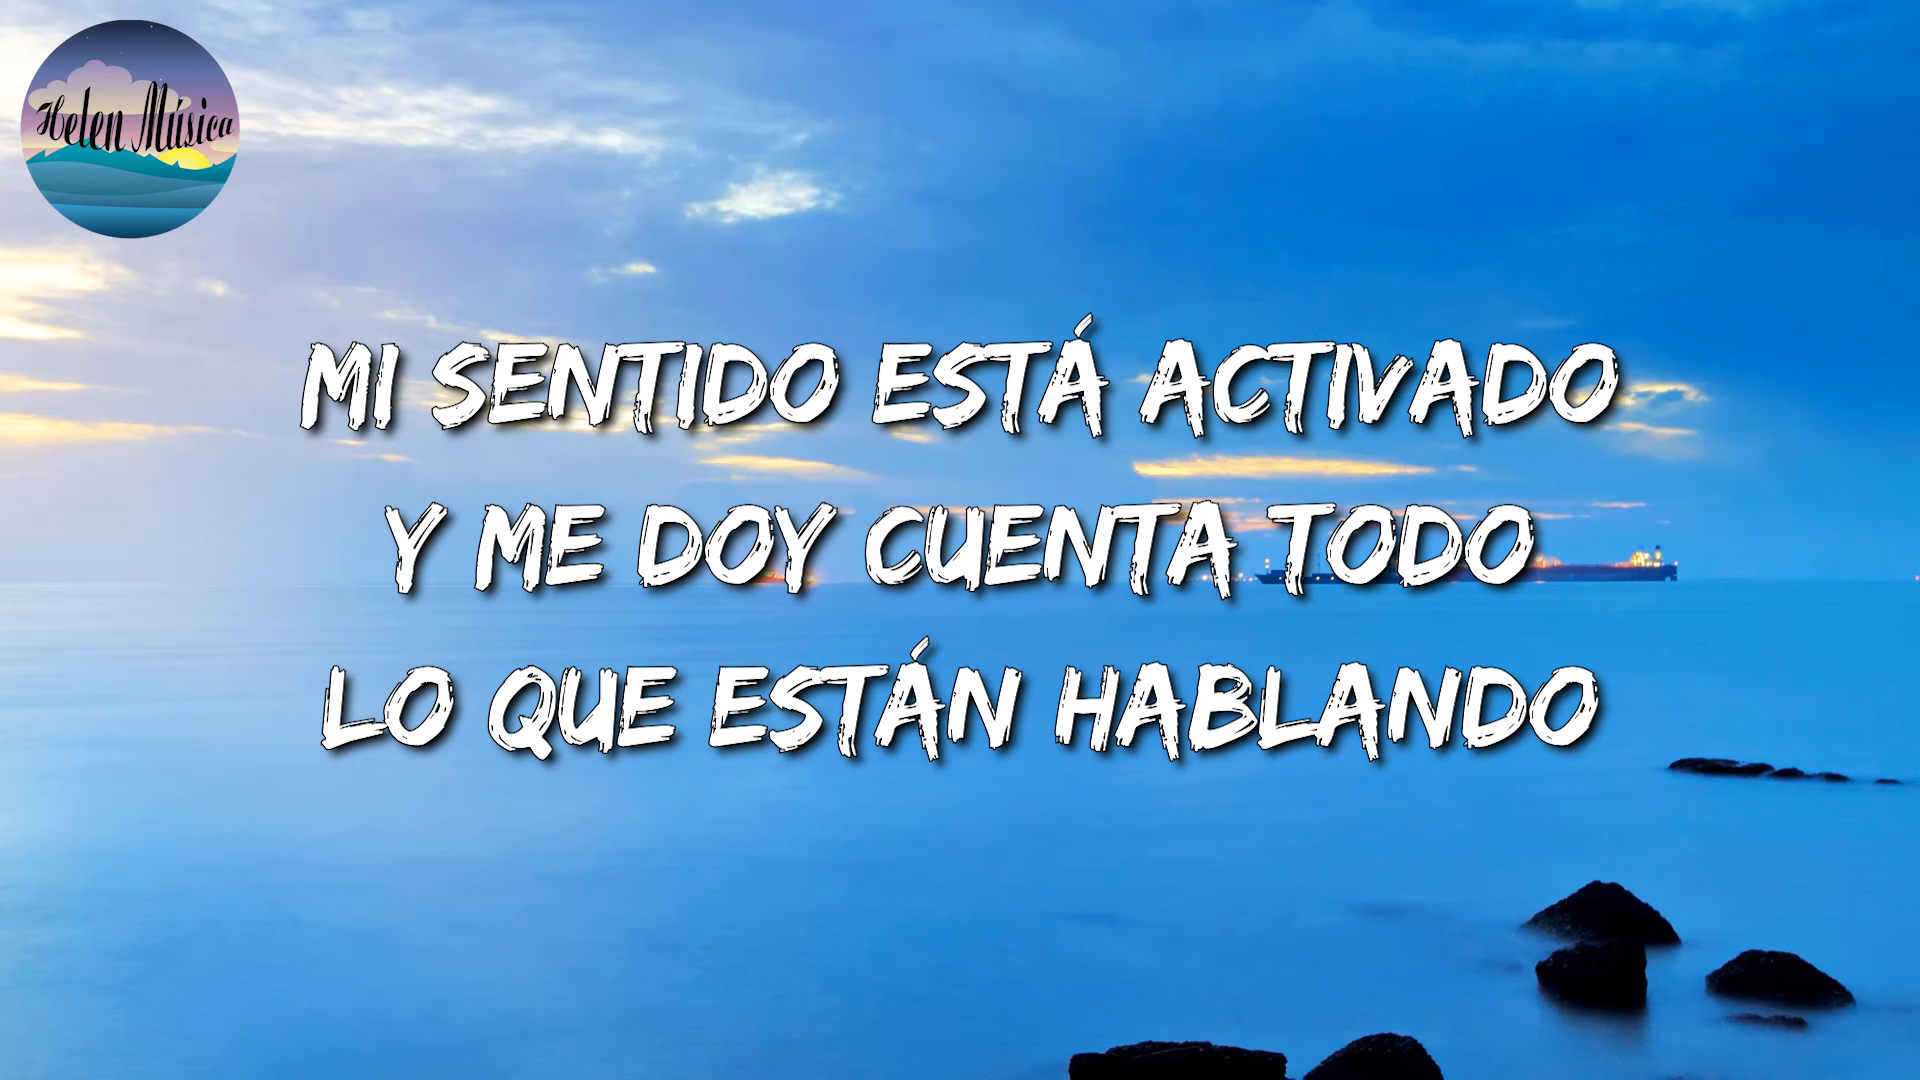 Helen Música
MI SENTIDO ESTÁ ACTIVADO
Y ME DOY CUENTA TODO
LO QUE ESTÁN HABLANDO